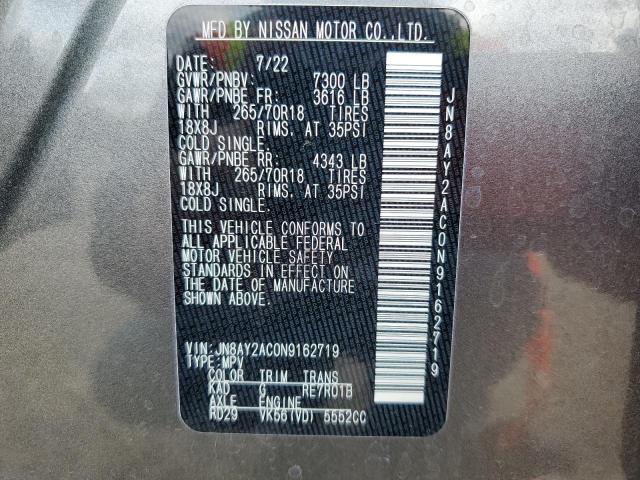 MFD BY NISSAN MOTOR CO.,LTD.
DATE: 7/22
GVWR/PNBV: 7300 LB
GAWR/PNBE FR: 3616 LB
WITH 265/70R18 TIRES
18X8J RIMS. AT 35PSI
COLD SINGLE.
GAWR/PNBE RR: 4343 LB
WITH 265/70R18 TIRES
18X8J RIMS. AT 35PSI
COLD SINGLE.
THIS VEHICLE CONFORMS TO
ALL APPLICABLE FEDERAL
MOTOR VEHICLE SAFETY
STANDARDS IN EFFECT ON
THE DATE OF MANUFACTURE
SHOWN ABOVE.
VIN: JN8AY2AC0N9162719
TYPE: MPV
COLOR TRIM TRANS
KAD G RE7R01B
AXLE ENGINE
RD29 VK56(VD) 5552CC
JN8AY2AC0N9162719